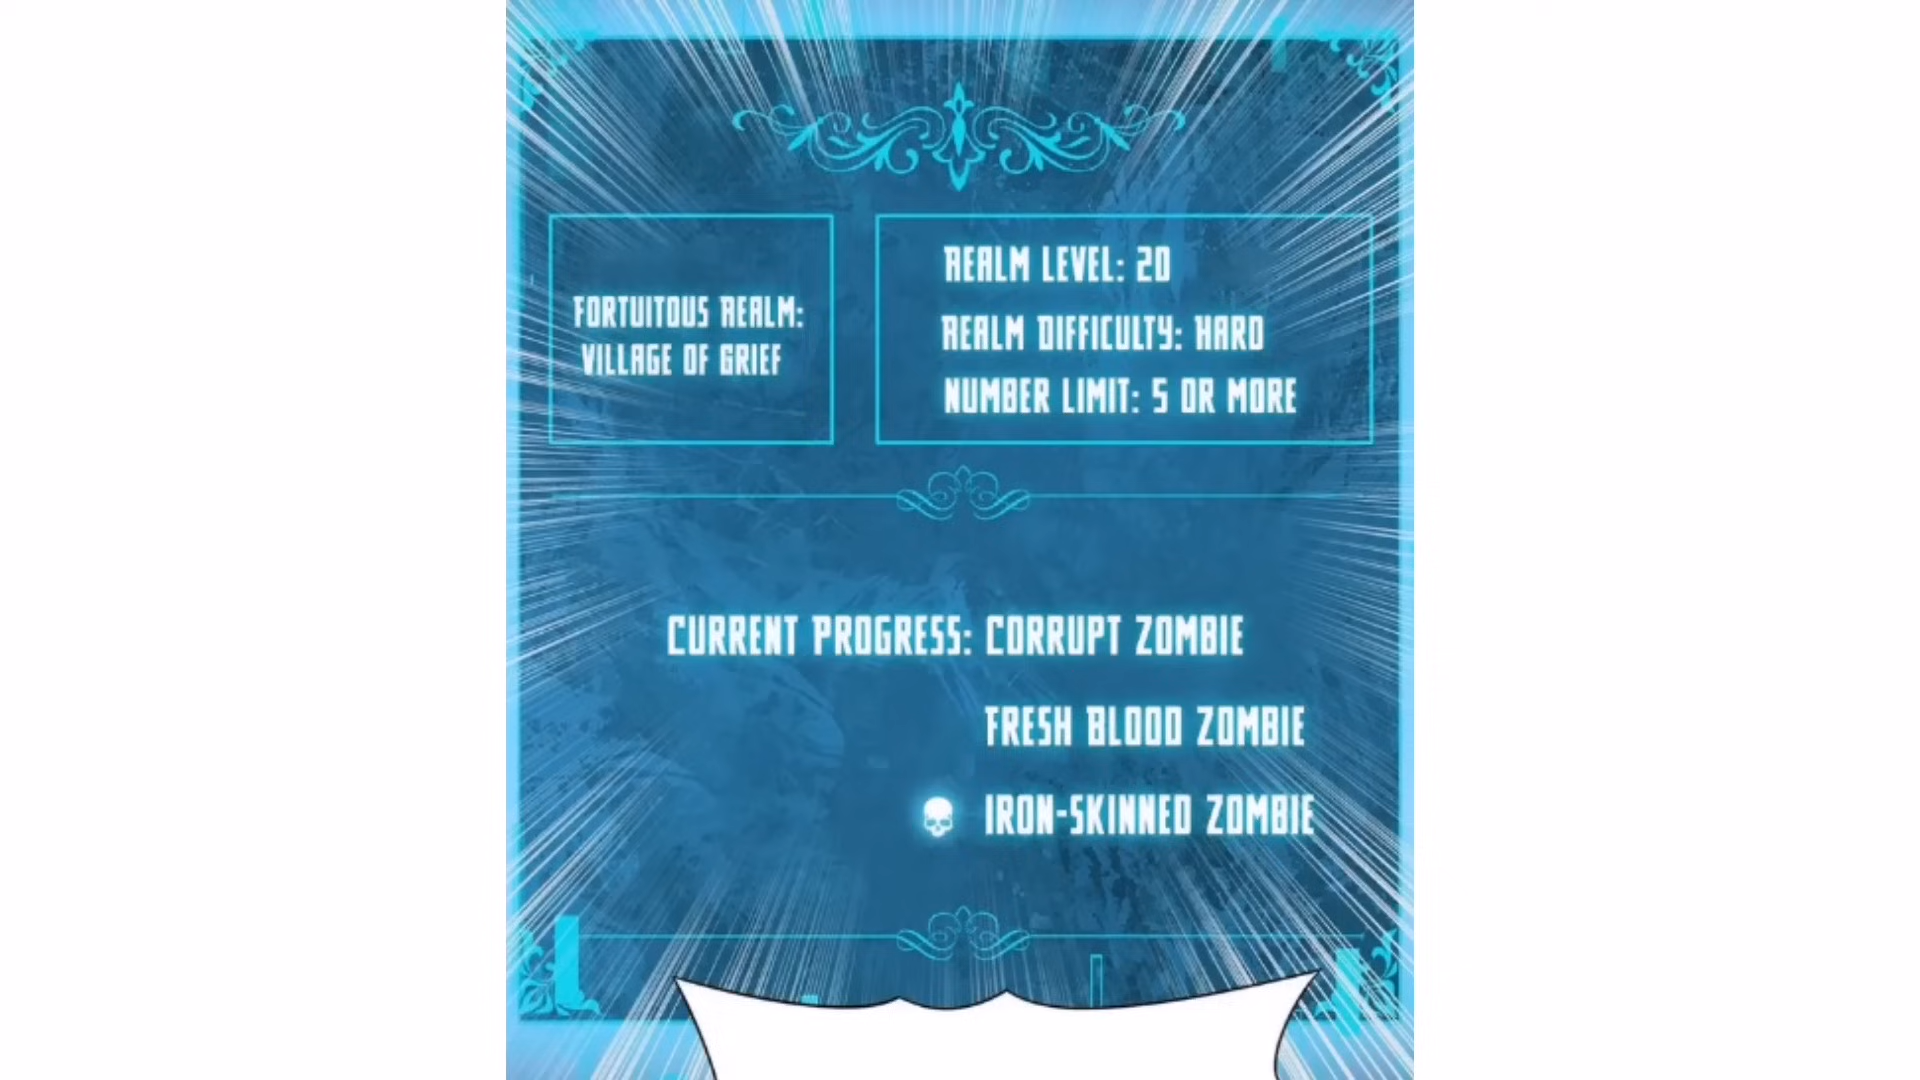 FORTUITOUS REALM:
VILLAGE OF GRIEF
REALM LEVEL: 20
REALM DIFFICULTY: HARD
NUMBER LIMIT: 5 OR MORE
CURRENT PROGRESS: CORRUPT ZOMBIE
FRESH BLOOD ZOMBIE
IRON-SKINNED ZOMBIE